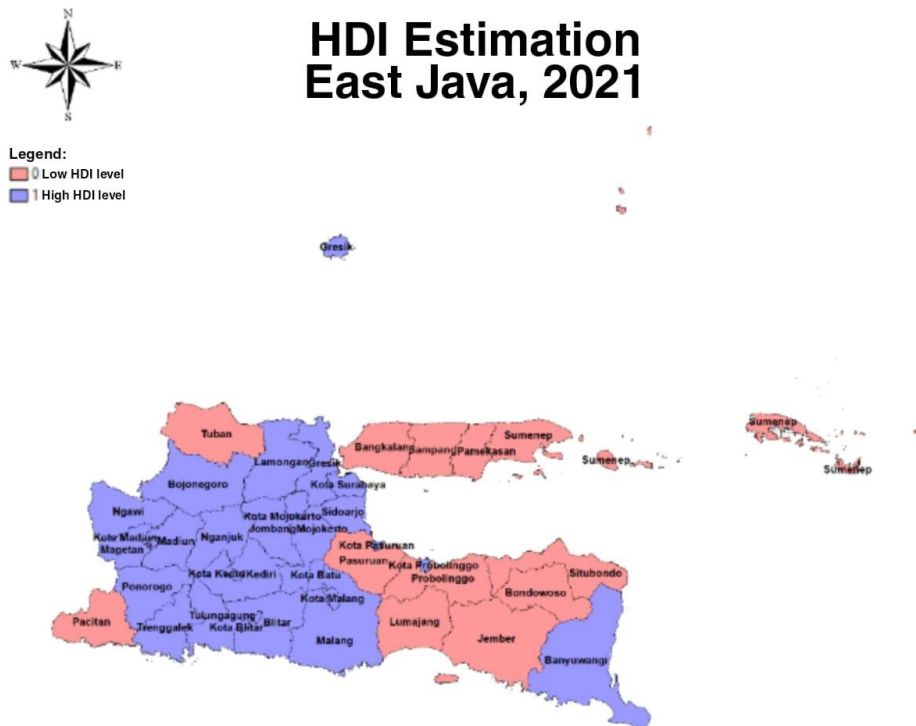 N
W
E
S
HDI Estimation
East Java, 2021
Legend:
0 Low HDI level
1 High HDI level
Gresik
Tuban
Bangkalan
Sampang
Pamekasan
Sumenep
Sumenep
Sumenep
Sumenep
Lamongan
Gresik
Bojonegoro
Kota Surabaya
Ngawi
Kota Mojokerto
Sidoarjo
Jombang
Mojokerto
Kota Madiun
Madiun
Nganjuk
Magetan
Kota Pasuruan
Pasuruan
Kota Probolinggo
Probolinggo
Situbondo
Ponorogo
Kota Kediri
Kediri
Kota Batu
Bondowoso
Kota Malang
Pacitan
Trenggalek
Tulungagung
Kota Blitar
Blitar
Malang
Lumajang
Jember
Banyuwangi